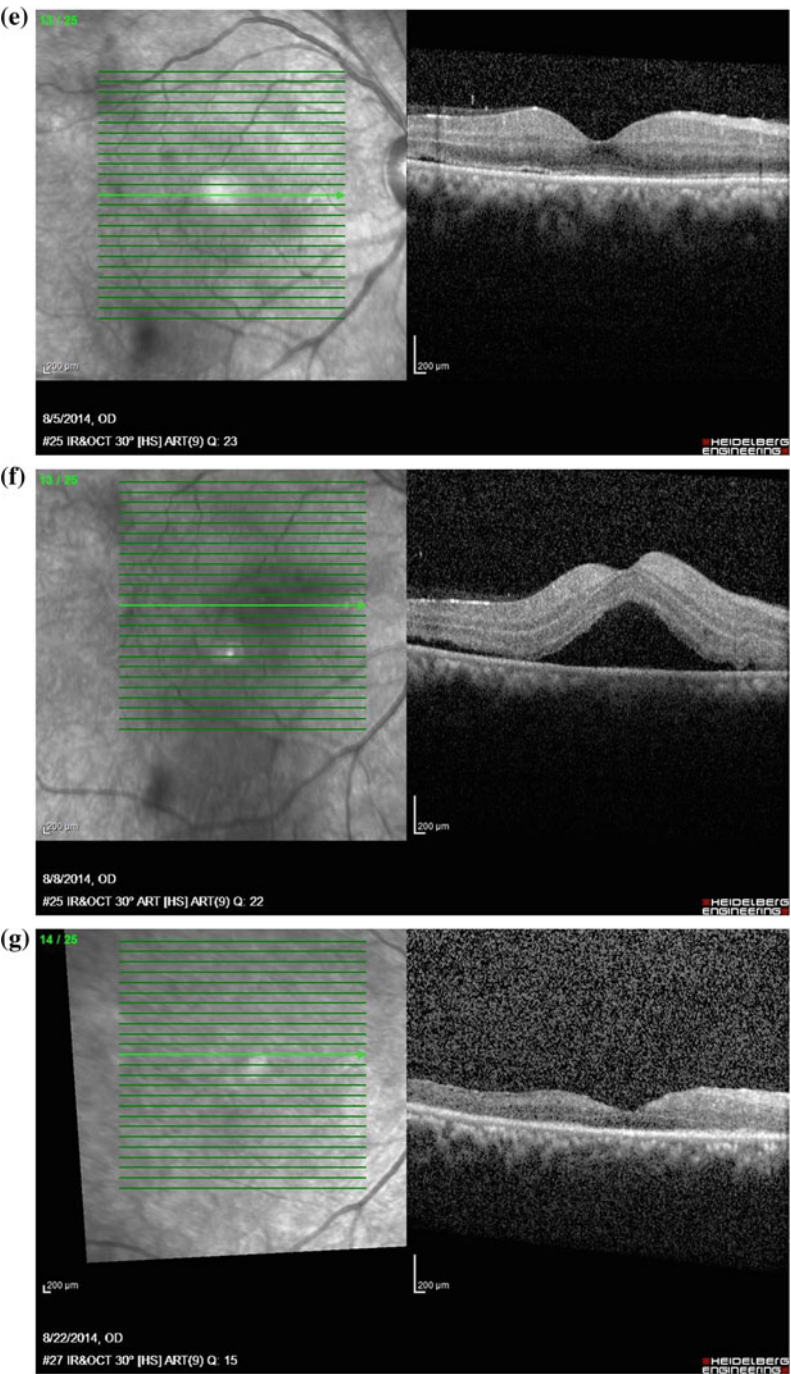 (e)
13 / 25
200 µm
200 µm
8/5/2014, OD
#25 IR&OCT 30° [HS] ART(9) Q: 23
HEIDELBERG
ENGINEERING
(f)
13 / 25
200 µm
200 µm
8/8/2014, OD
#25 IR&OCT 30° ART [HS] ART(9) Q: 22
HEIDELBERG
ENGINEERING
(g)
14 / 25
200 µm
200 µm
8/22/2014, OD
#27 IR&OCT 30° [HS] ART(9) Q: 15
HEIDELBERG
ENGINEERING